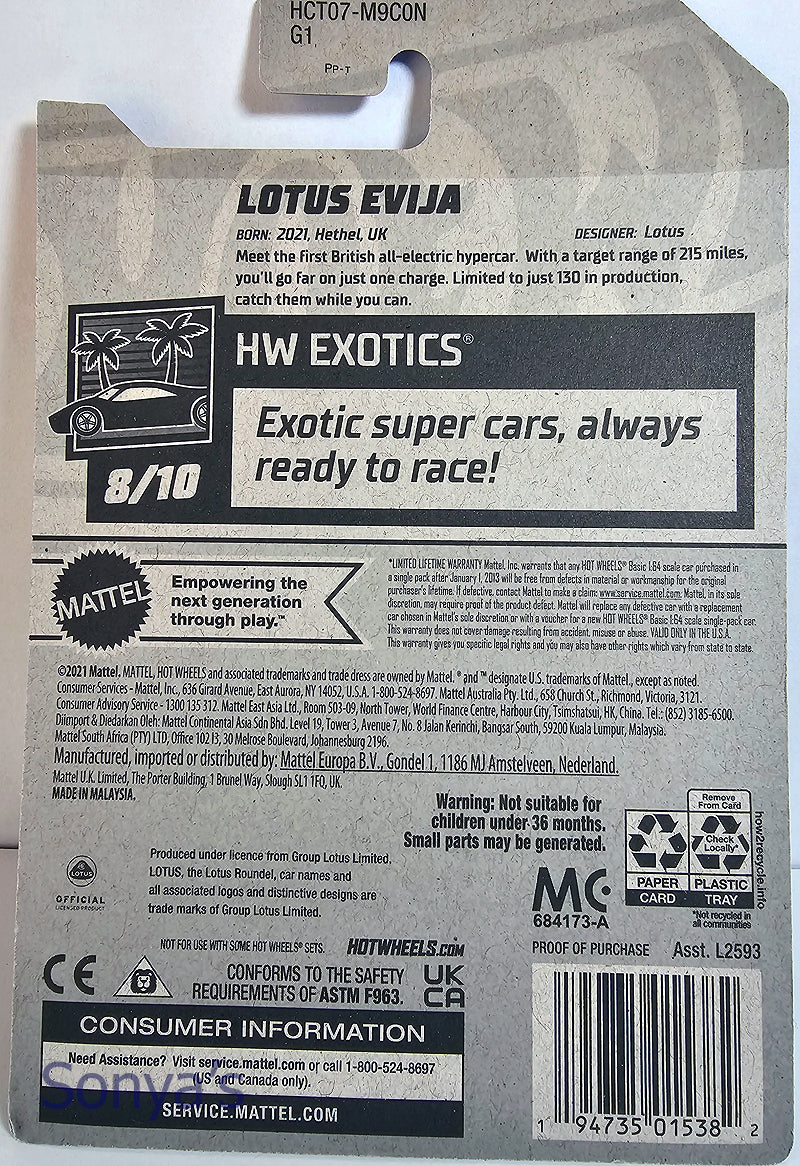 HCT07-M9C0N
G1
PP-T
LOTUS EVIJA
BORN: 2021, Hethel, UK
DESIGNER: Lotus
Meet the first British all-electric hypercar. With a target range of 215 miles,
you'll go far on just one charge. Limited to just 130 in production,
catch them while you can.
HW EXOTICS®
Exotic super cars, always
ready to race!
8/10
MATTEL
Empowering the
next generation
through play.™
*LIMITED LIFETIME WARRANTY Mattel, Inc. warrants that any HOT WHEELS® Basic 1:64 scale car purchased in
a single pack after January 1, 2013 will be free from defects in material or workmanship for the original
purchaser's lifetime. If defective, contact Mattel to make a claim: www.service.mattel.com. Mattel, in its sole
discretion, may require proof of the product defect. Mattel will replace any defective car with a replacement
car chosen in Mattel's sole discretion or with a voucher for a new HOT WHEELS® Basic 1:64 scale single-pack car.
This warranty does not cover damage resulting from accident, misuse or abuse. VALID ONLY IN THE U.S.A.
This warranty gives you specific legal rights and you may also have other rights which vary from state to state.
©2021 Mattel. MATTEL, HOT WHEELS and associated trademarks and trade dress are owned by Mattel. ® and ™ designate U.S. trademarks of Mattel., except as noted.
Consumer Services - Mattel, Inc., 636 Girard Avenue, East Aurora, NY 14052, U.S.A. 1-800-524-8697. Mattel Australia Pty. Ltd., 658 Church St., Richmond, Victoria, 3121.
Consumer Advisory Service - 1300 135 312. Mattel East Asia Ltd., Room 503-09, North Tower, World Finance Centre, Harbour City, Tsimshatsui, HK, China. Tel.: (852) 3185-6500.
Diimport & Diedarkan Oleh: Mattel Continental Asia Sdn Bhd. Level 19, Tower 3, Avenue 7, No. 8 Jalan Kerinchi, Bangsar South, 59200 Kuala Lumpur, Malaysia.
Mattel South Africa (PTY) LTD, Office 102 I3, 30 Melrose Boulevard, Johannesburg 2196.
Manufactured, imported or distributed by: Mattel Europa B.V., Gondel 1, 1186 MJ Amstelveen, Nederland.
Mattel U.K. Limited, The Porter Building, 1 Brunel Way, Slough SL1 1FQ, UK.
MADE IN MALAYSIA.
Warning: Not suitable for
children under 36 months.
Small parts may be generated.
Remove
From Card
Check
Locally*
PAPER
CARD
PLASTIC
TRAY
how2recycle.info
*Not recycled in
all communities
LOTUS
OFFICIAL
LICENSED PRODUCT
Produced under licence from Group Lotus Limited.
LOTUS, the Lotus Roundel, car names and
all associated logos and distinctive designs are
trade marks of Group Lotus Limited.
MC
684173-A
NOT FOR USE WITH SOME HOT WHEELS® SETS.
HOTWHEELS.COM
PROOF OF PURCHASE
Asst. L2593
CE
CONFORMS TO THE SAFETY
REQUIREMENTS OF ASTM F963.
UK
CA
CONSUMER INFORMATION
Need Assistance? Visit service.mattel.com or call 1-800-524-8697
(US and Canada only).
SERVICE.MATTEL.COM
Sonya's
1 94735 01538 2